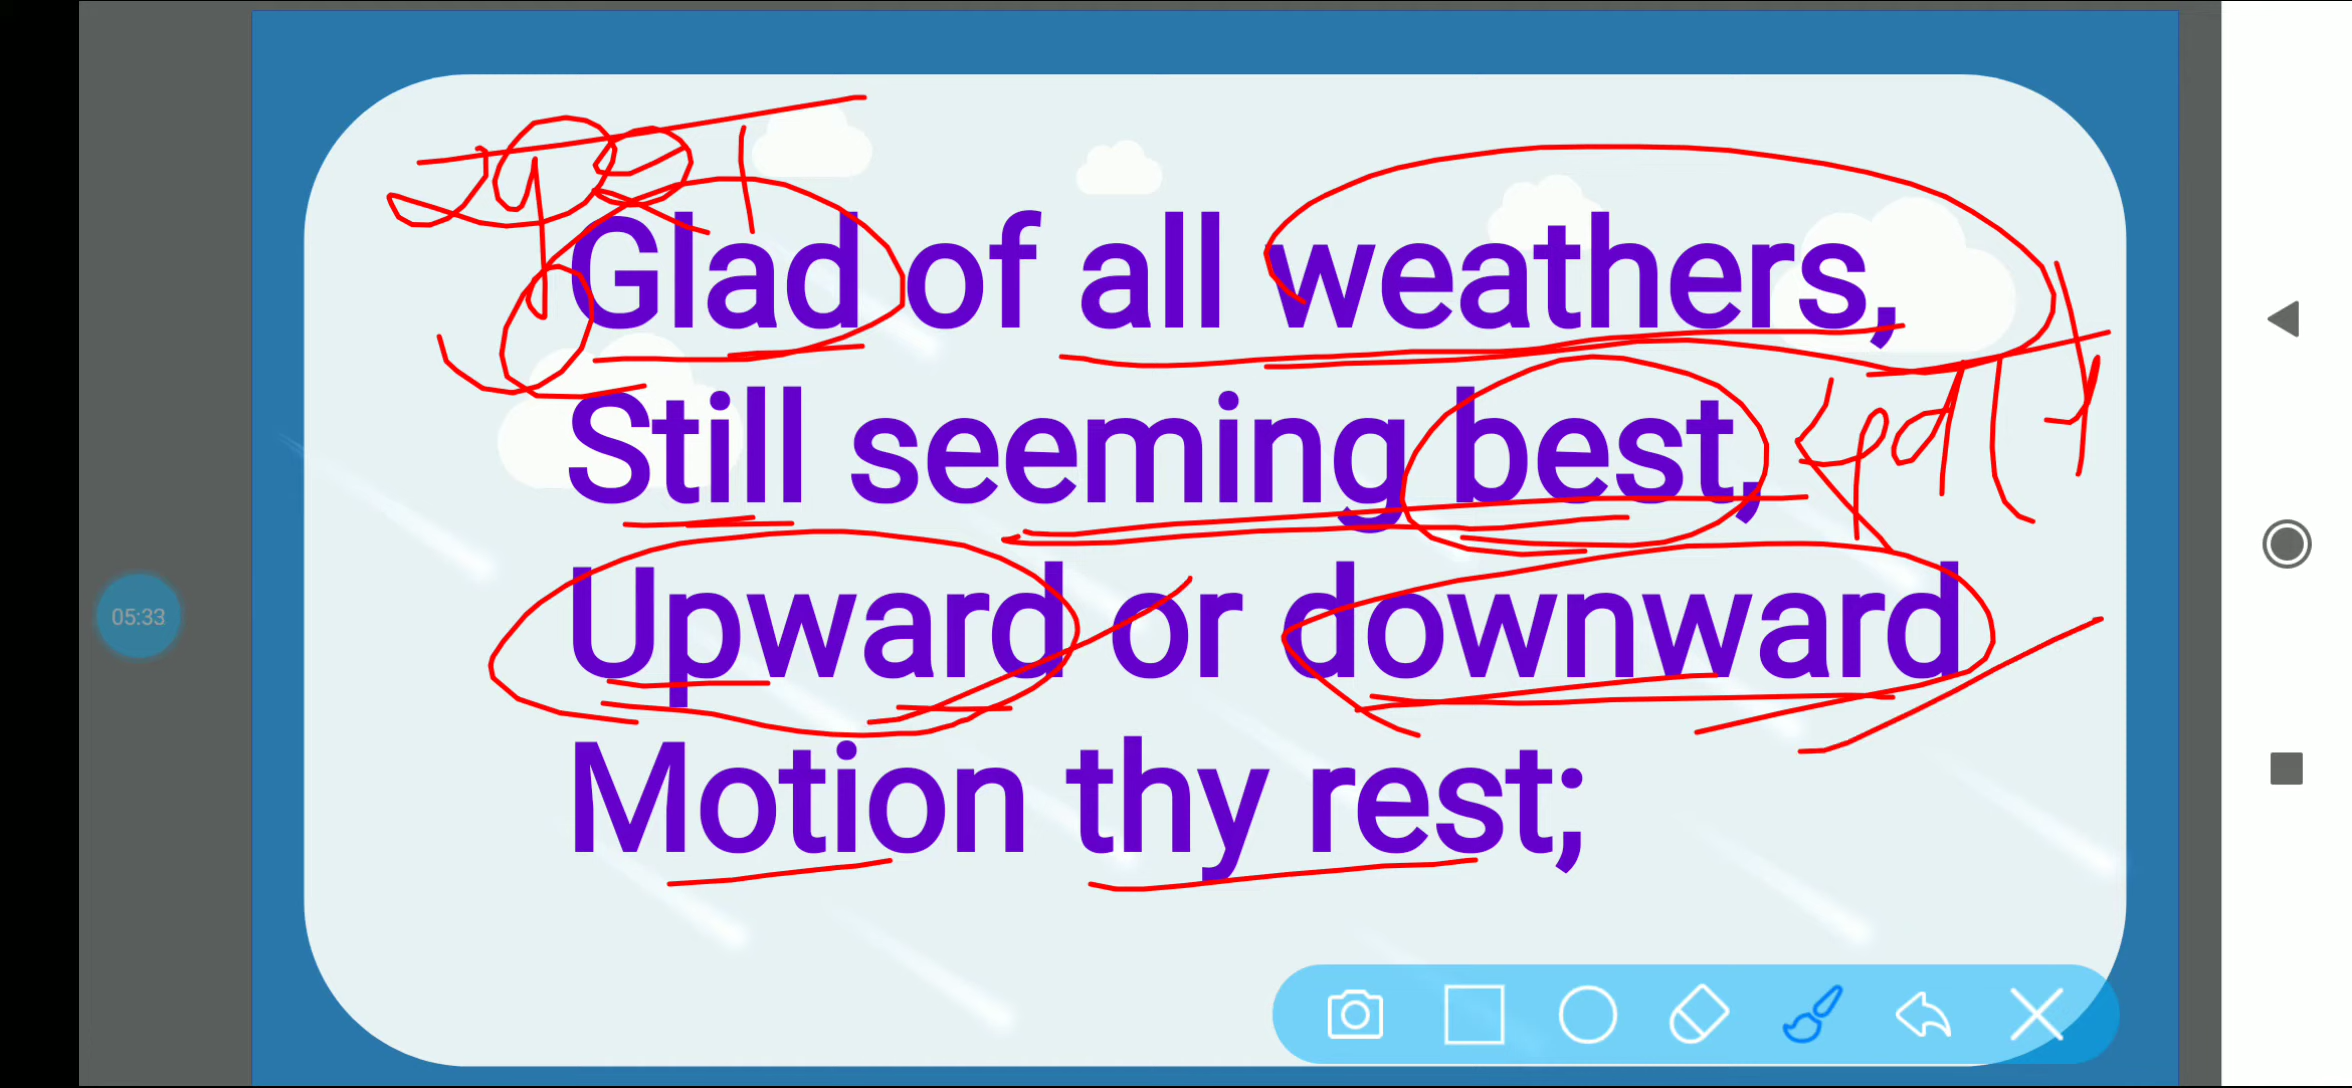 Glad of all weathers,
Still seeming best,
Upward or downward
Motion thy rest;
05:33